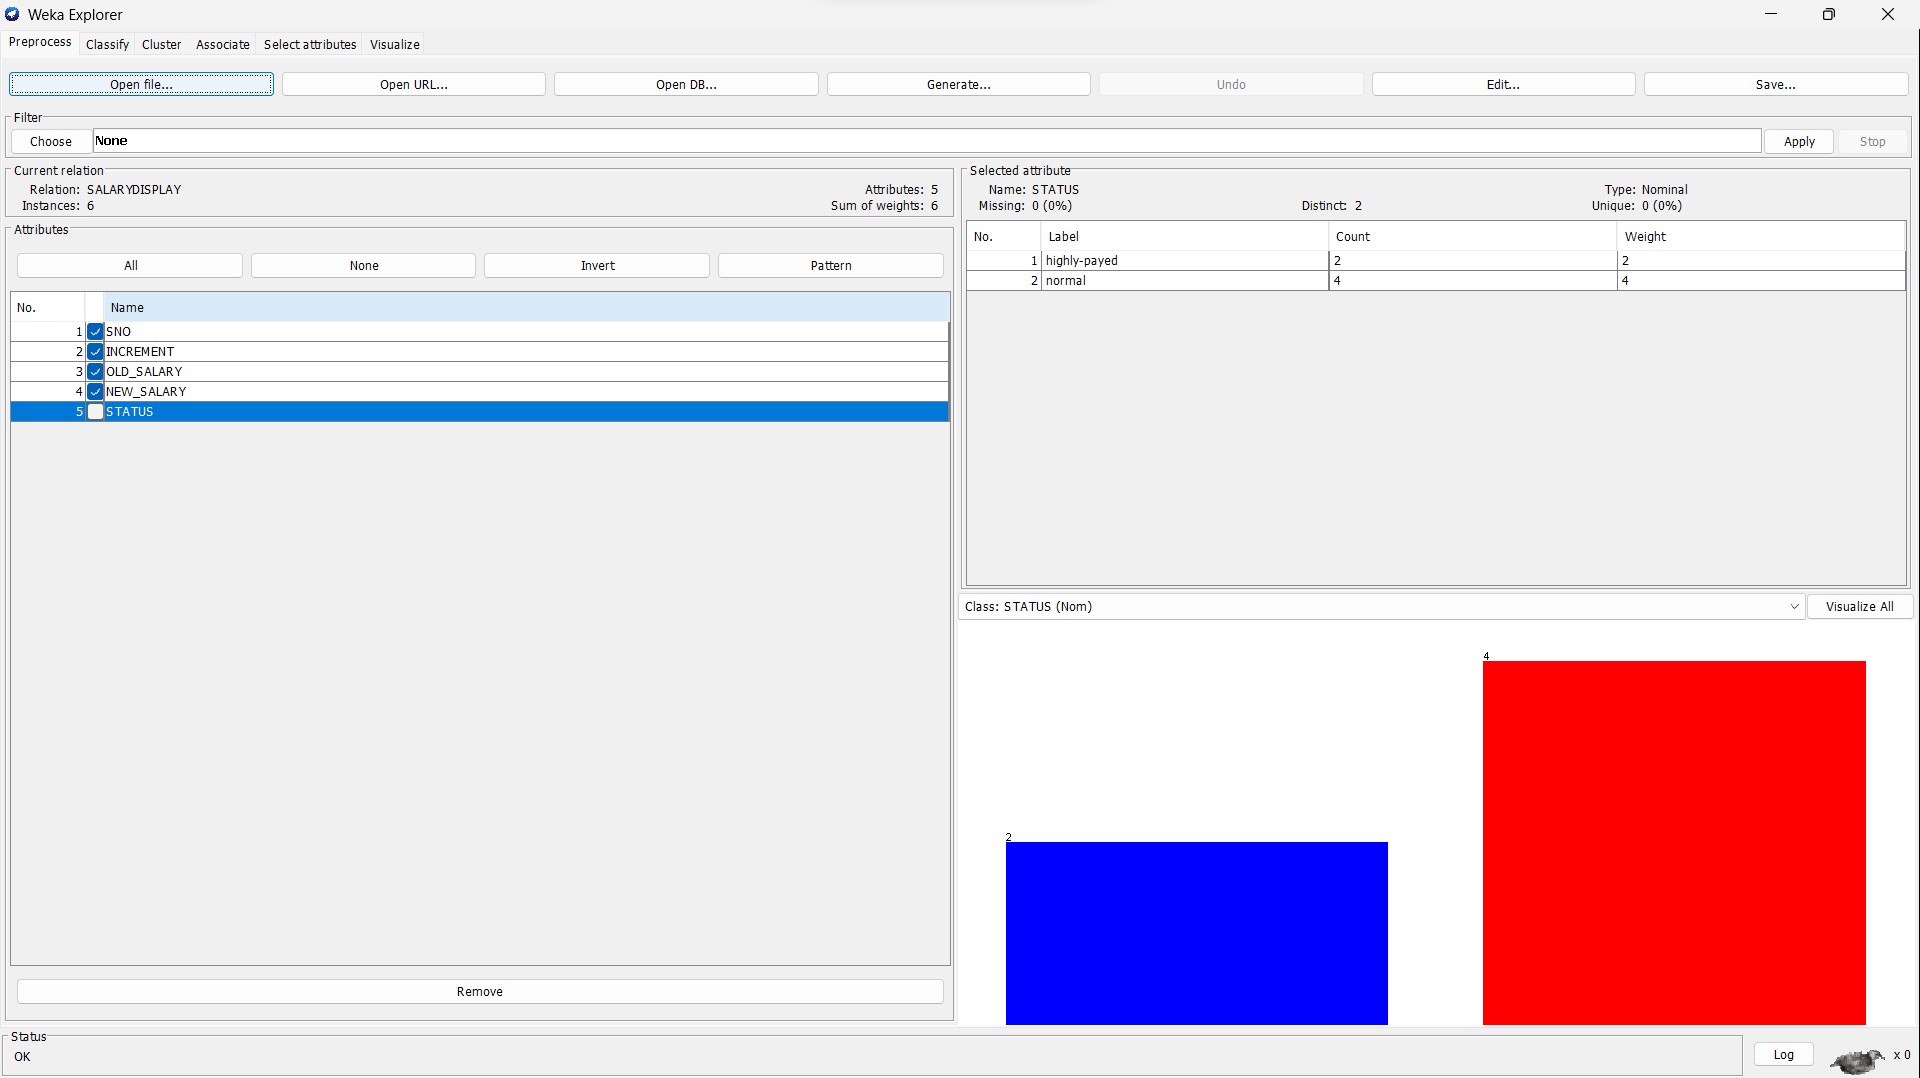 Weka Explorer
Preprocess Classify Cluster Associate Select attributes Visualize
Open file... Open URL... Open DB... Generate... Undo Edit... Save...
Filter
Choose None Apply Stop
Current relation
Relation: SALARYDISPLAY Attributes: 5
Instances: 6 Sum of weights: 6
Attributes
All None Invert Pattern
No. Name
1 SNO
2 INCREMENT
3 OLD_SALARY
4 NEW_SALARY
5 STATUS
Remove
Selected attribute
Name: STATUS Type: Nominal
Missing: 0 (0%) Distinct: 2 Unique: 0 (0%)
No. Label Count Weight
1 highly-payed 2 2
2 normal 4 4
Class: STATUS (Nom) Visualize All
4
2
Status
OK
Log x 0